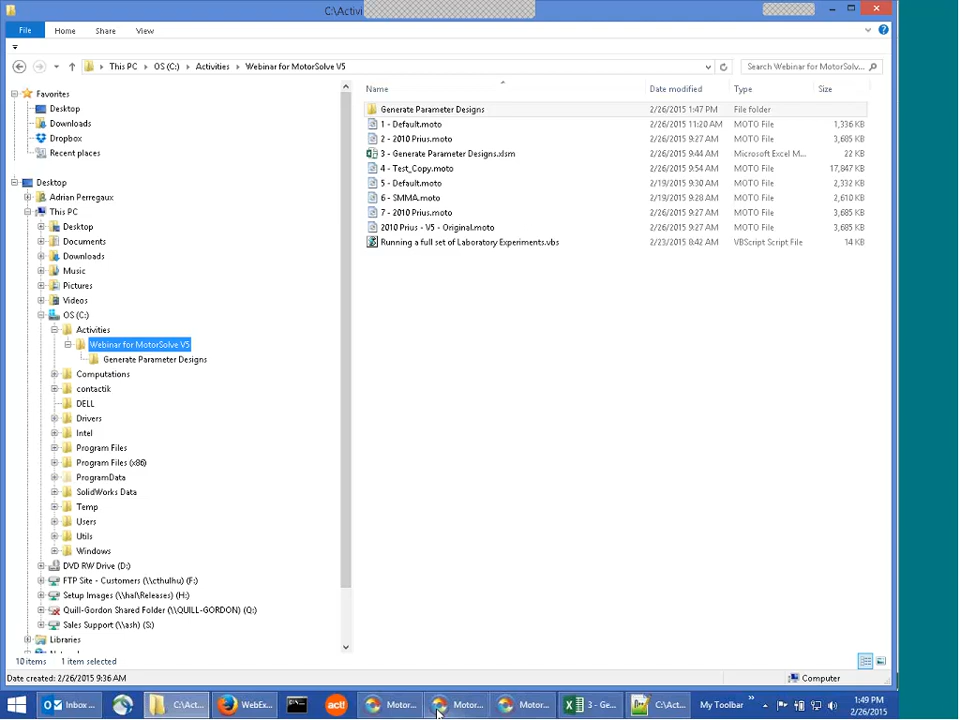 C:\Activi
File Home Share View
This PC OS (C:) Activities Webinar for MotorSolve V5
Search Webinar for MotorSolv...
Name Date modified Type Size
Generate Parameter Designs 2/26/2015 1:47 PM File folder
1 - Default.moto 2/26/2015 11:20 AM MOTO File 1,336 KB
2 - 2010 Prius.moto 2/26/2015 9:27 AM MOTO File 3,685 KB
3 - Generate Parameter Designs.xlsm 2/26/2015 9:44 AM Microsoft Excel M... 22 KB
4 - Test_Copy.moto 2/26/2015 9:54 AM MOTO File 17,847 KB
5 - Default.moto 2/19/2015 9:30 AM MOTO File 2,332 KB
6 - SMMA.moto 2/19/2015 9:28 AM MOTO File 2,610 KB
7 - 2010 Prius.moto 2/26/2015 9:27 AM MOTO File 3,685 KB
2010 Prius - V5 - Original.moto 2/26/2015 9:27 AM MOTO File 3,685 KB
Running a full set of Laboratory Experiments.vbs 2/23/2015 8:42 AM VBScript Script File 14 KB
Favorites
Desktop
Downloads
Dropbox
Recent places
Desktop
Adrian Perregaux
This PC
Desktop
Documents
Downloads
Music
Pictures
Videos
OS (C:)
Activities
Webinar for MotorSolve V5
Generate Parameter Designs
Computations
contactik
DELL
Drivers
Intel
Program Files
Program Files (x86)
ProgramData
SolidWorks Data
Temp
Users
Utils
Windows
DVD RW Drive (D:)
FTP Site - Customers (\\cthulhu) (F:)
Setup Images (\\hal\Releases) (H:)
Quill-Gordon Shared Folder (\\QUILL-GORDON) (Q:)
Sales Support (\\ash) (S:)
Libraries
10 items 1 item selected
Date created: 2/26/2015 9:36 AM Computer
Inbox ... C:\Act... WebEx... act! Motor... Motor... Motor... 3 - Ge... C:\Act... My Toolbar 1:49 PM
2/26/2015